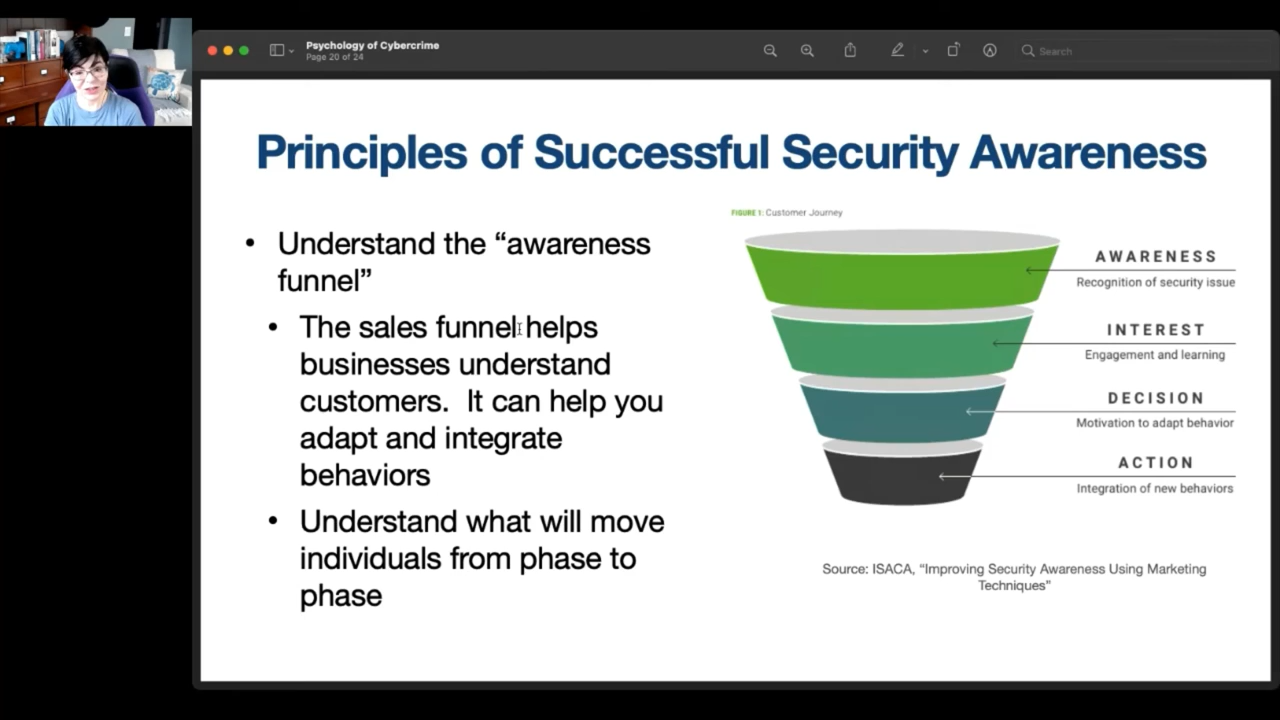 Psychology of Cybercrime
Page 20 of 24
Search
Principles of Successful Security Awareness
• Understand the “awareness
funnel”
• The sales funnel helps
businesses understand
customers. It can help you
adapt and integrate
behaviors
• Understand what will move
individuals from phase to
phase
FIGURE 1: Customer Journey
AWARENESS
Recognition of security issue
INTEREST
Engagement and learning
DECISION
Motivation to adapt behavior
ACTION
Integration of new behaviors
Source: ISACA, “Improving Security Awareness Using Marketing
Techniques”